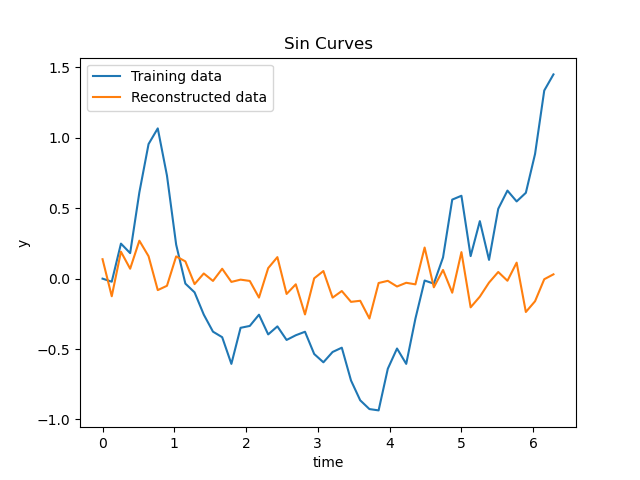 Sin Curves
Training data
Reconstructed data
1.5
1.0
0.5
0.0
−0.5
−1.0
y
0 1 2 3 4 5 6
time